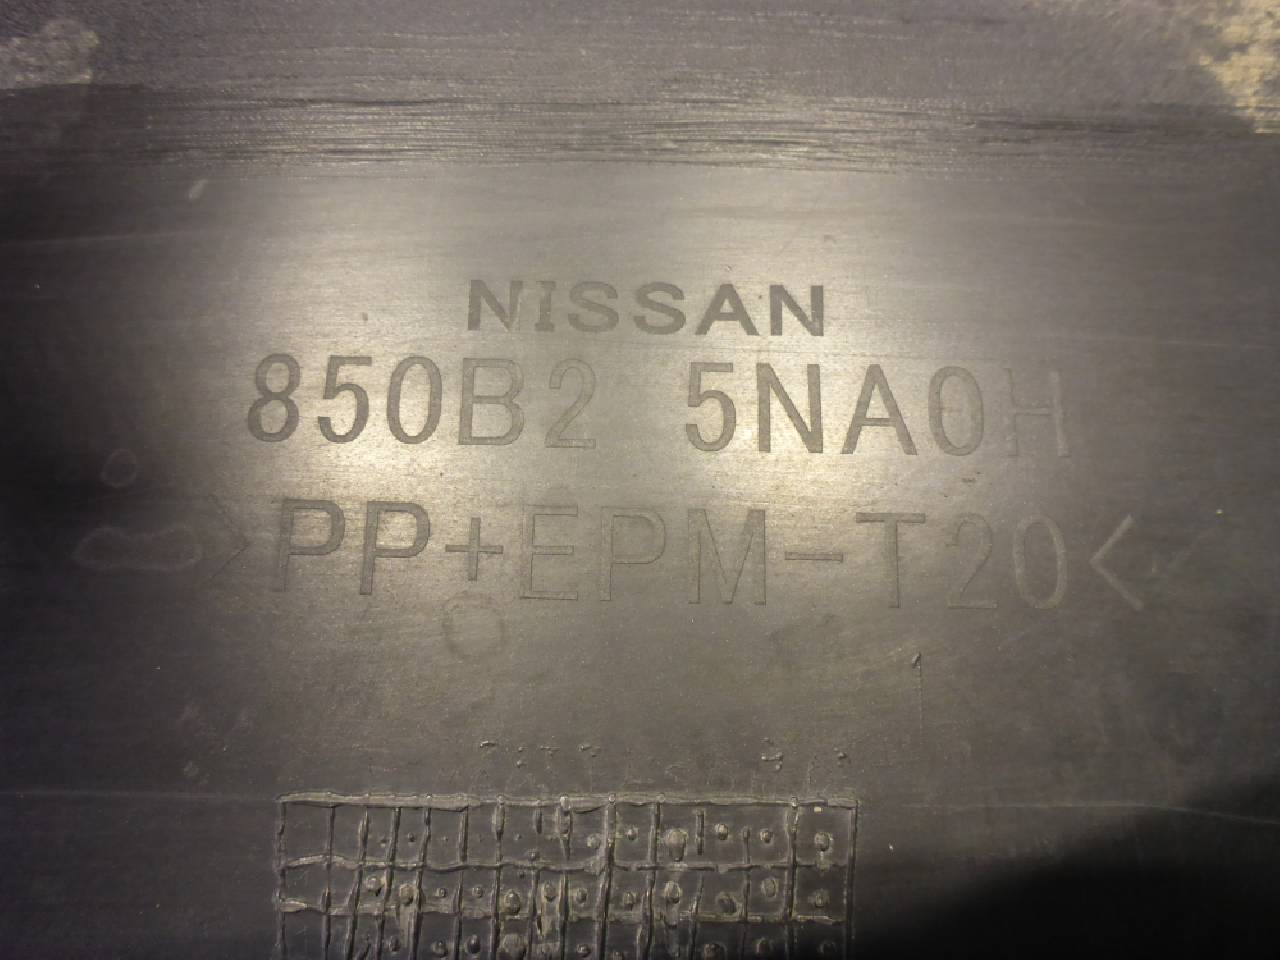 NISSAN
850B2 5NA0H
>PP+EPM-T20<